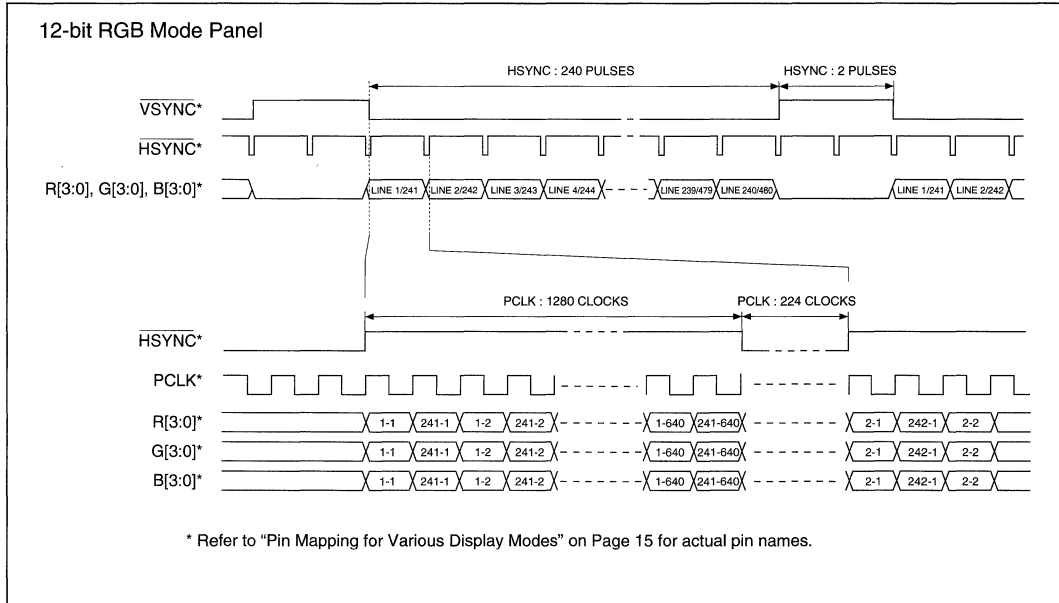 12-bit RGB Mode Panel
HSYNC : 240 PULSES HSYNC : 2 PULSES
VSYNC*
HSYNC*
R[3:0], G[3:0], B[3:0]* LINE 1/241 LINE 2/242 LINE 3/243 LINE 4/244 LINE 239/479 LINE 240/480 LINE 1/241 LINE 2/242
PCLK : 1280 CLOCKS PCLK : 224 CLOCKS
HSYNC*
PCLK*
R[3:0]* 1-1 241-1 1-2 241-2 1-640 241-640 2-1 242-1 2-2
G[3:0]* 1-1 241-1 1-2 241-2 1-640 241-640 2-1 242-1 2-2
B[3:0]* 1-1 241-1 1-2 241-2 1-640 241-640 2-1 242-1 2-2
* Refer to “Pin Mapping for Various Display Modes” on Page 15 for actual pin names.